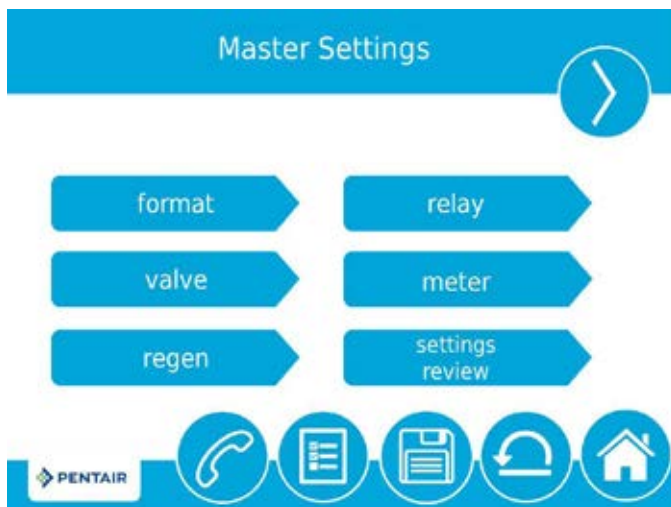 Master Settings
format
relay
valve
meter
regen
settings
review
PENTAIR